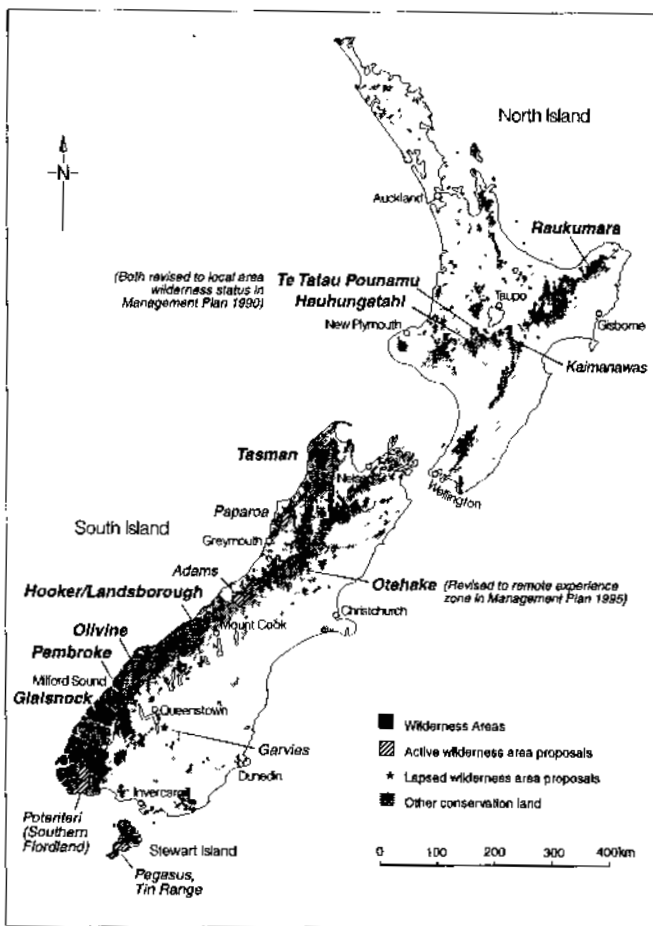 North Island
N
Auckland
Raukumara
(Both revised to local area
wilderness status in
Management Plan 1990)
Te Tatau Pounamu
Hauhungatahi
Taupo
New Plymouth
Gisborne
Kaimanawas
Tasman
Nelson
Wellington
Paparoa
South Island
Greymouth
Adams
Otehake (Revised to remote experience
zone in Management Plan 1995)
Hooker/Landsborough
Christchurch
Mount Cook
Olivine
Pembroke
Milford Sound
Glaisnock
Queenstown
Garvies
Dunedin
Invercargill
Poteriteri
(Southern
Fiordland)
Stewart Island
Pegasus,
Tin Range
Wilderness Areas
Active wilderness area proposals
Lapsed wilderness area proposals
Other conservation land
0 100 200 300 400km